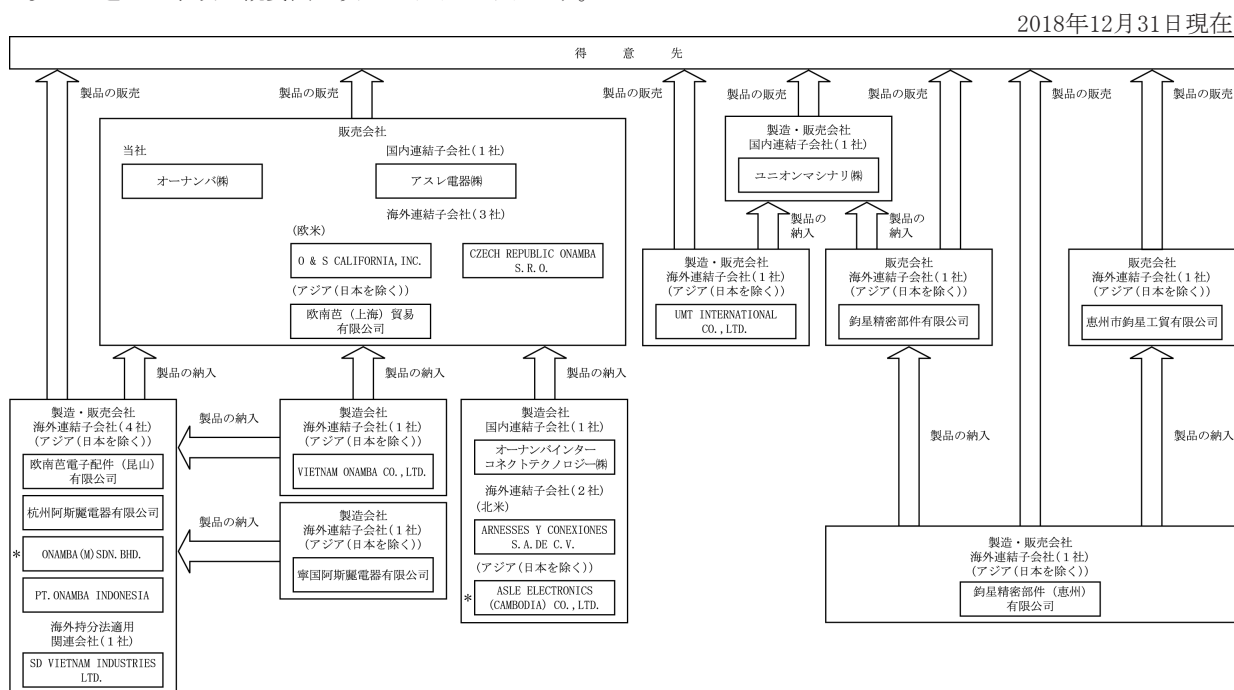 2018年12月31日現在
得　意　先
製品の販売
製品の販売
製品の販売
製品の販売
製品の販売
製品の販売
製品の販売
販売会社
当社
オーナンバ㈱
国内連結子会社(1社)
アスレ電器㈱
海外連結子会社(3社)
(欧米)
O & S CALIFORNIA,INC.
CZECH REPUBLIC ONAMBA
S.R.O.
(アジア(日本を除く))
欧南芭（上海）貿易
有限公司
製造・販売会社
国内連結子会社(1社)
ユニオンマシナリ㈱
製品の
納入
製品の
納入
製造・販売会社
海外連結子会社(1社)
(アジア(日本を除く))
UMT INTERNATIONAL
CO.,LTD.
販売会社
海外連結子会社(1社)
(アジア(日本を除く))
鈞星精密部件有限公司
販売会社
海外連結子会社(1社)
(アジア(日本を除く))
恵州市鈞星工貿有限公司
製品の納入
製品の納入
製品の納入
製品の納入
製品の納入
製造・販売会社
海外連結子会社(4社)
(アジア(日本を除く))
欧南芭電子配件（昆山）
有限公司
杭州阿斯麗電器有限公司
* ONAMBA(M)SDN.BHD.
PT.ONAMBA INDONESIA
海外持分法適用
関連会社(1社)
SD VIETNAM INDUSTRIES
LTD.
製品の納入
製品の納入
製造会社
海外連結子会社(1社)
(アジア(日本を除く))
VIETNAM ONAMBA CO.,LTD.
製造会社
海外連結子会社(1社)
(アジア(日本を除く))
寧国阿斯麗電器有限公司
製造会社
国内連結子会社(1社)
オーナンバインター
コネクトテクノロジー㈱
海外連結子会社(2社)
(北米)
ARNESSES Y CONEXIONES
S.A.DE C.V.
(アジア(日本を除く))
* ASLE ELECTRONICS
(CAMBODIA) CO.,LTD.
製造・販売会社
海外連結子会社(1社)
(アジア(日本を除く))
鈞星精密部件（恵州）
有限公司